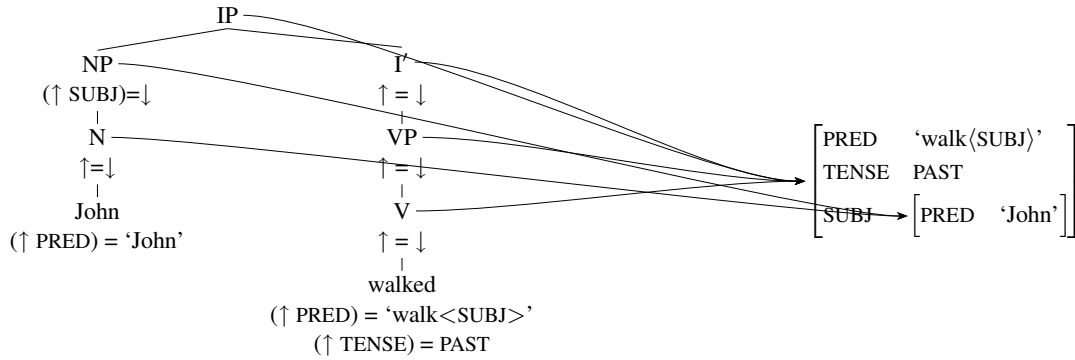 IP
NP I′
(↑ SUBJ)=↓ ↑ = ↓
N VP
↑=↓ ↑ = ↓
John V
(↑ PRED) = ‘John’ ↑ = ↓
walked
(↑ PRED) = ‘walk<SUBJ>’
(↑ TENSE) = PAST
PRED ‘walk⟨SUBJ⟩’
TENSE PAST
SUBJ [PRED ‘John’]